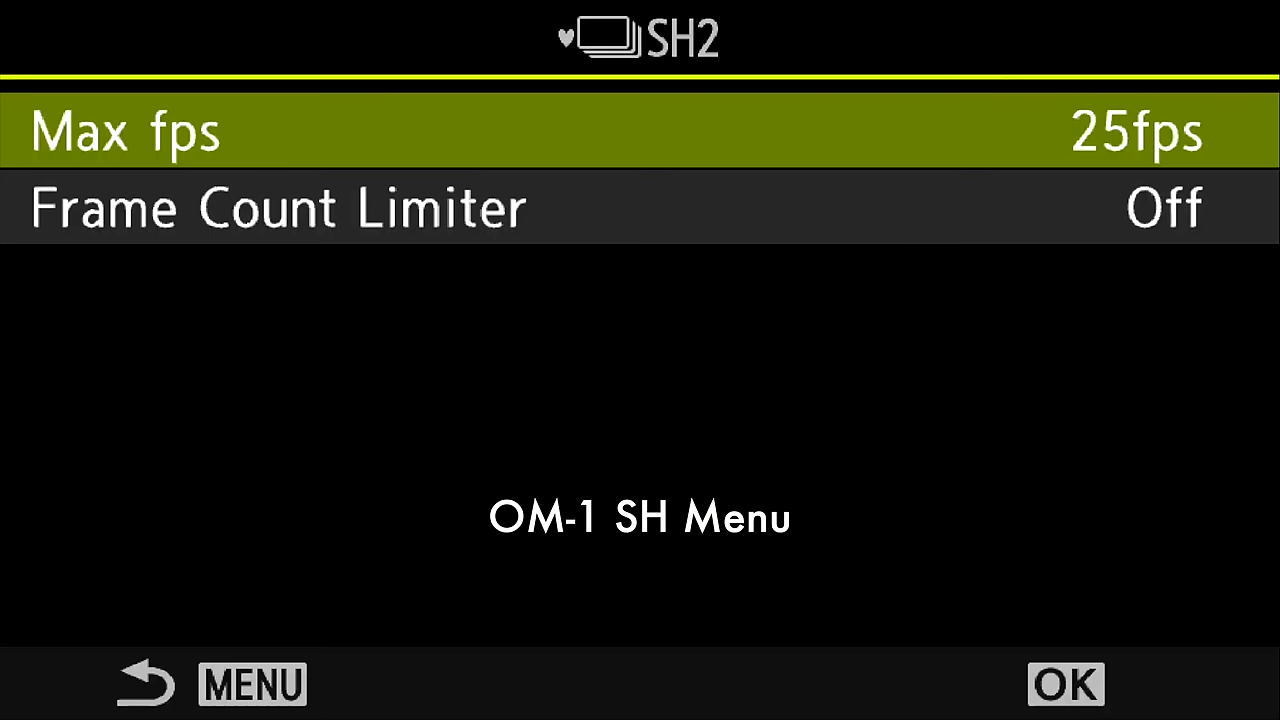 SH2
Max fps 25fps
Frame Count Limiter Off
OM-1 SH Menu
MENU OK